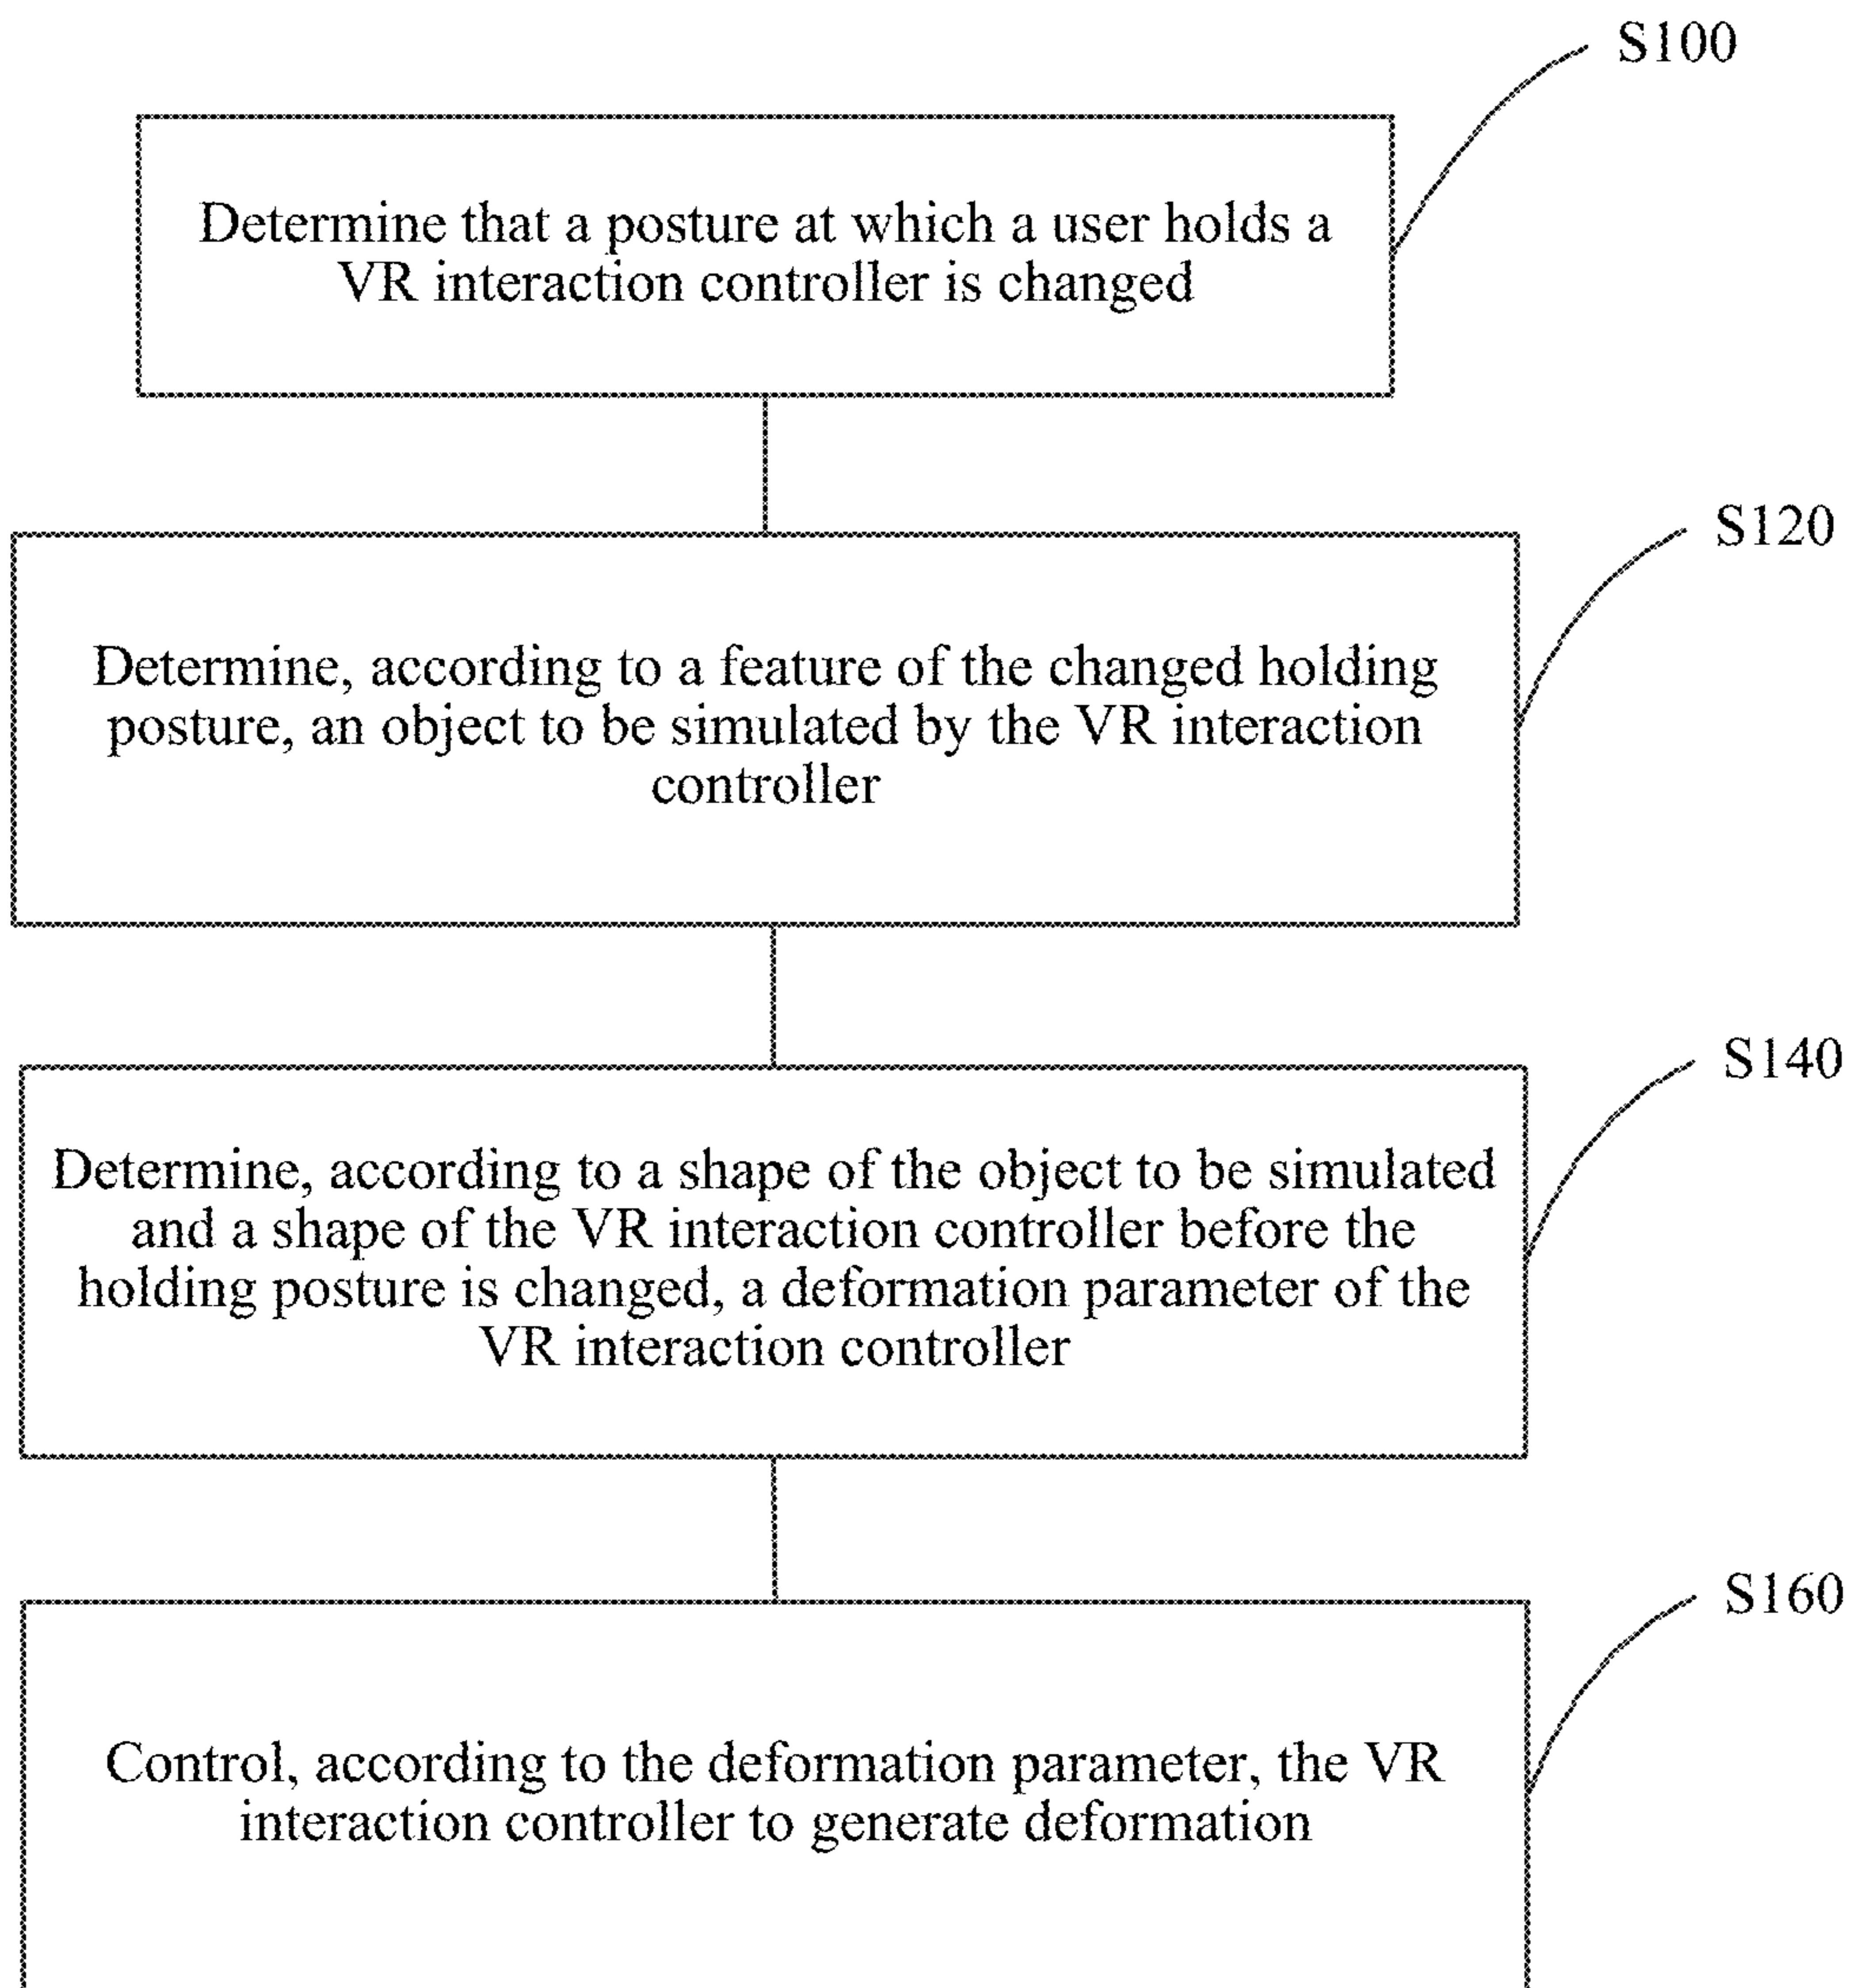 S100
Determine that a posture at which a user holds a
VR interaction controller is changed
S120
Determine, according to a feature of the changed holding
posture, an object to be simulated by the VR interaction
controller
S140
Determine, according to a shape of the object to be simulated
and a shape of the VR interaction controller before the
holding posture is changed, a deformation parameter of the
VR interaction controller
S160
Control, according to the deformation parameter, the VR
interaction controller to generate deformation